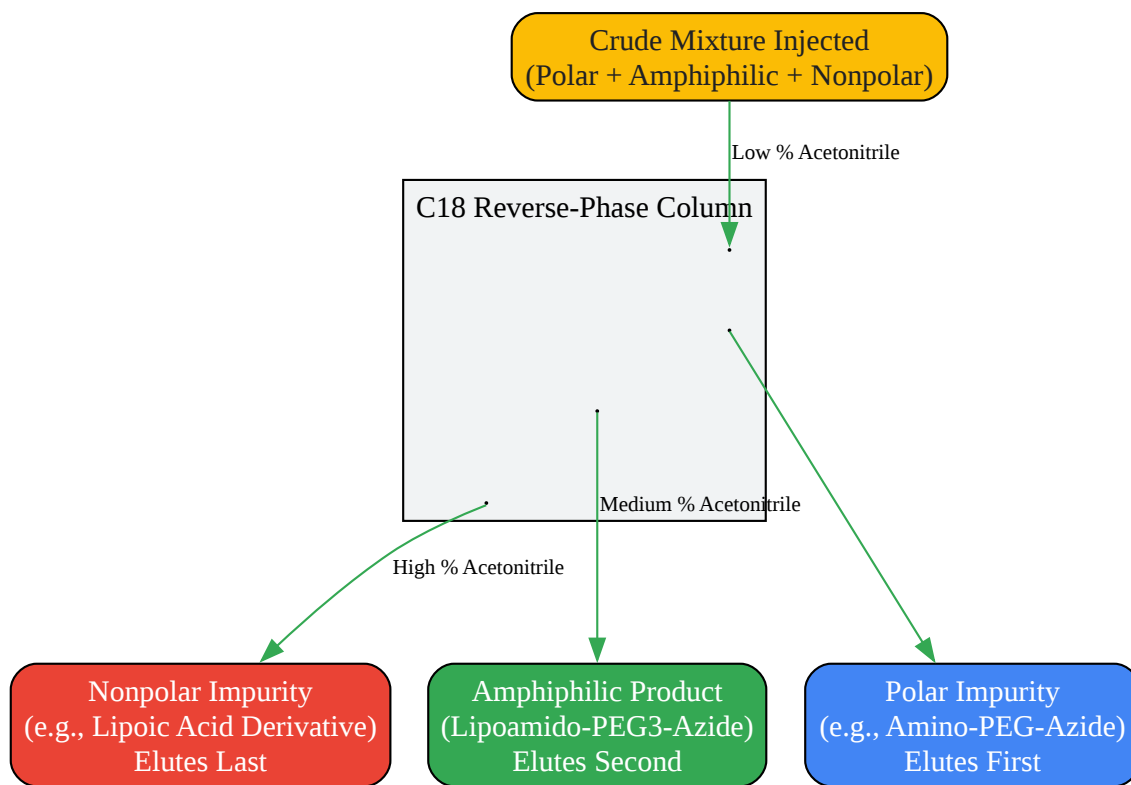 Crude Mixture Injected
(Polar + Amphiphilic + Nonpolar)
Low % Acetonitrile
C18 Reverse-Phase Column
Medium % Acetonitrile
High % Acetonitrile
Nonpolar Impurity
(e.g., Lipoic Acid Derivative)
Elutes Last
Amphiphilic Product
(Lipoamido-PEG3-Azide)
Elutes Second
Polar Impurity
(e.g., Amino-PEG-Azide)
Elutes First